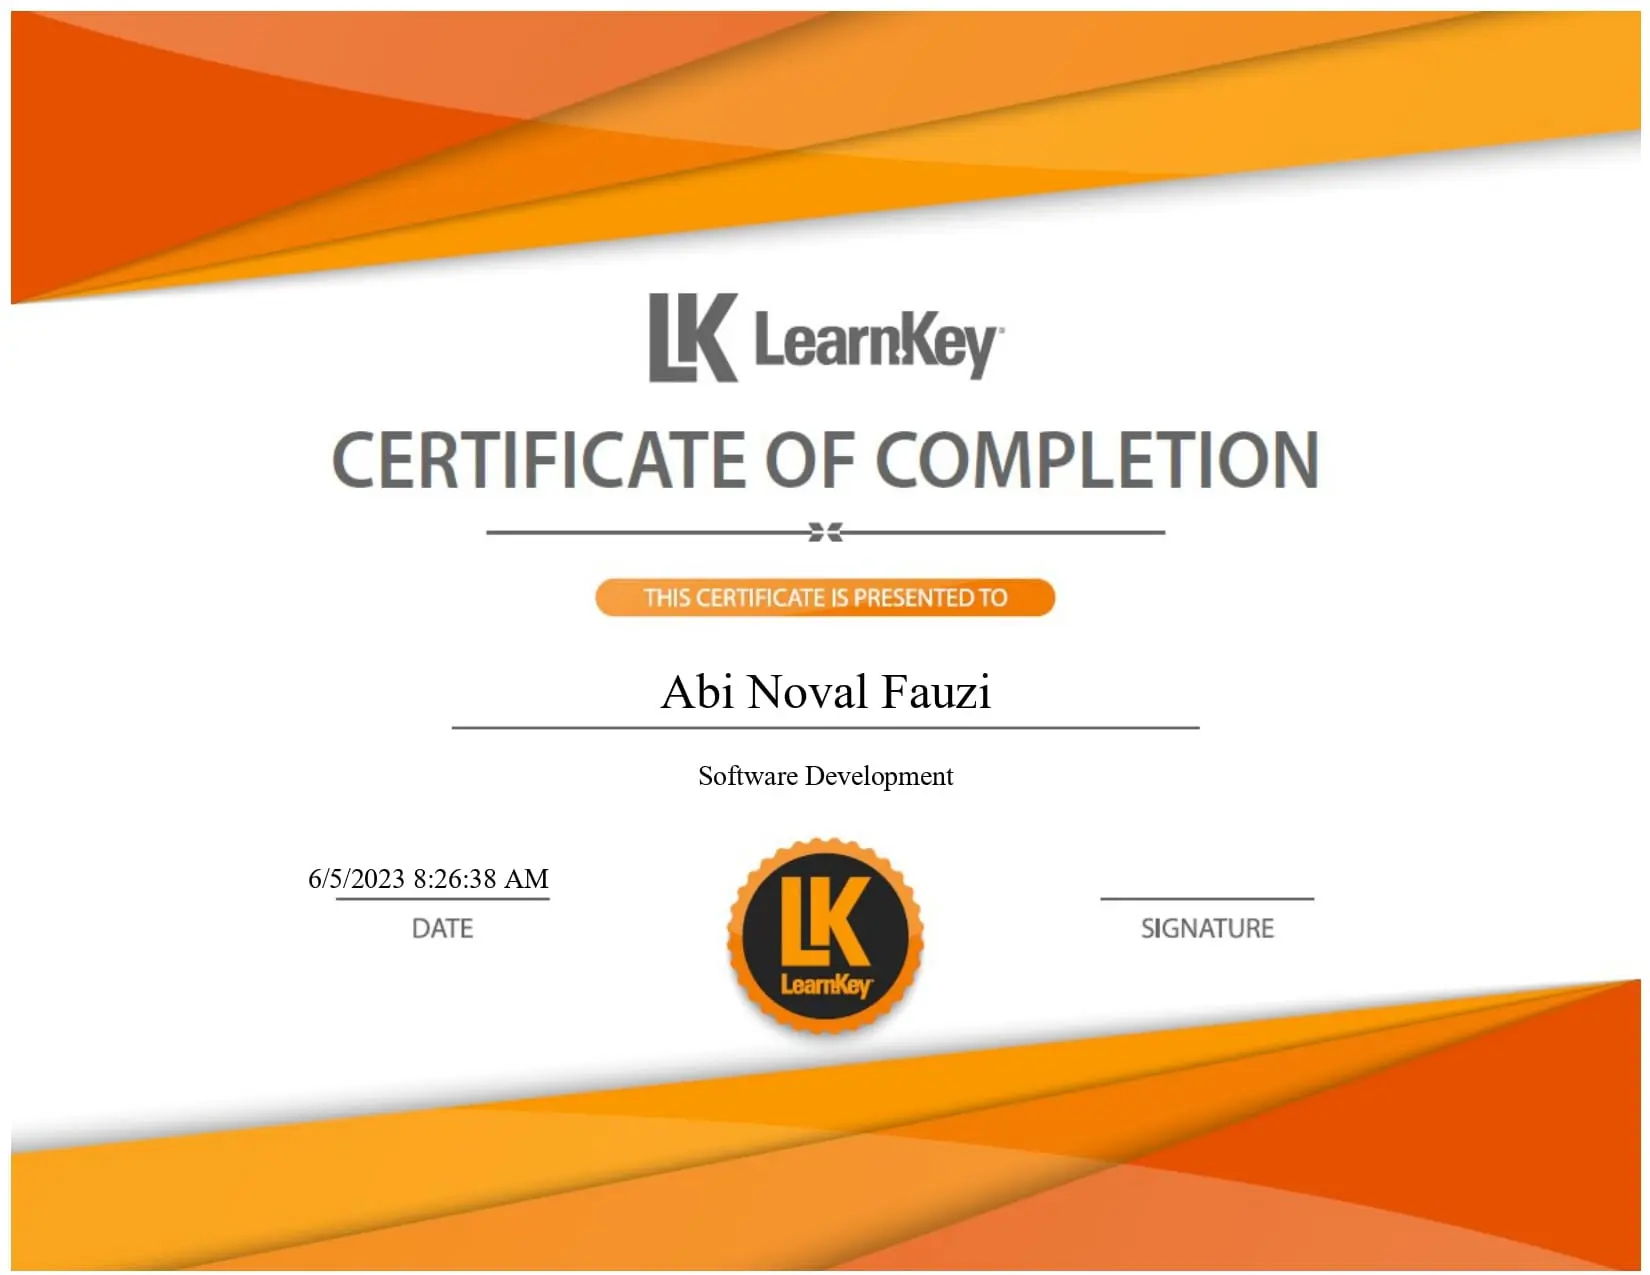 LK LearnKey
CERTIFICATE OF COMPLETION
THIS CERTIFICATE IS PRESENTED TO
Abi Noval Fauzi
Software Development
6/5/2023 8:26:38 AM
DATE
LK
LearnKey
SIGNATURE